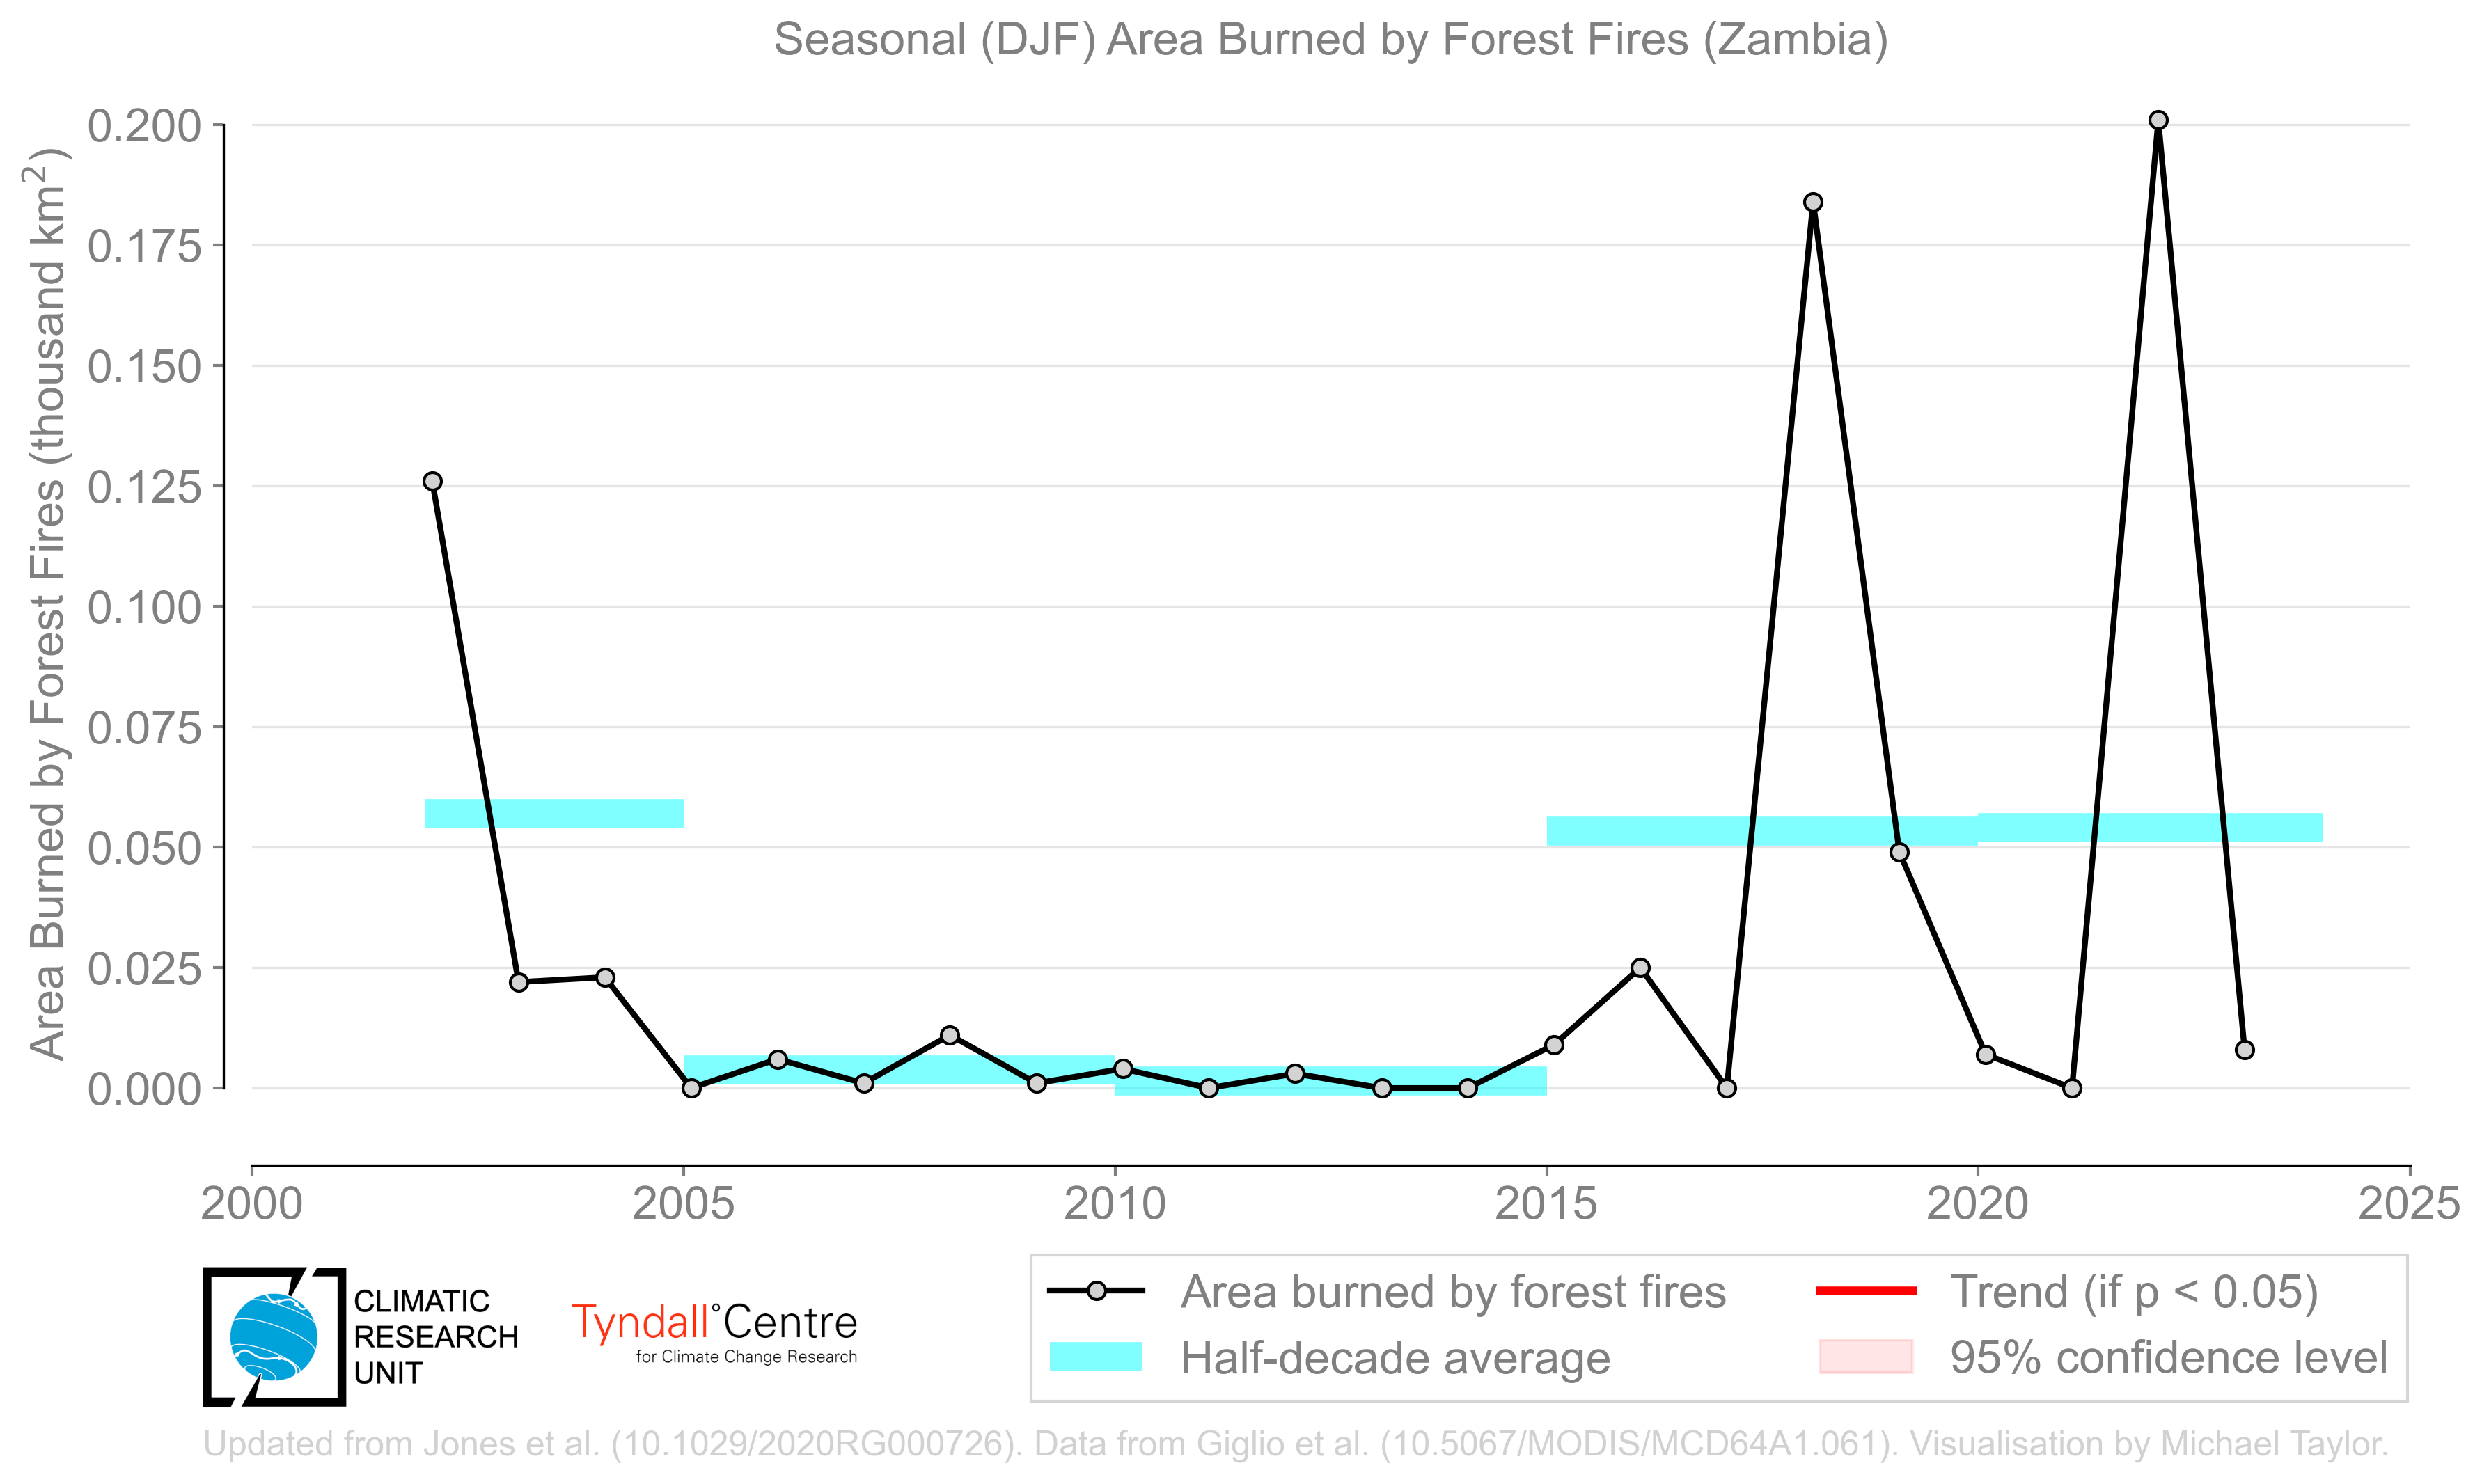 Seasonal (DJF) Area Burned by Forest Fires (Zambia)
Area Burned by Forest Fires (thousand km²)
0.200
0.175
0.150
0.125
0.100
0.075
0.050
0.025
0.000
2000 2005 2010 2015 2020 2025
CLIMATIC
RESEARCH
UNIT
Tyndall°Centre
for Climate Change Research
Area burned by forest fires
Half-decade average
Trend (if p < 0.05)
95% confidence level
Updated from Jones et al. (10.1029/2020RG000726). Data from Giglio et al. (10.5067/MODIS/MCD64A1.061). Visualisation by Michael Taylor.